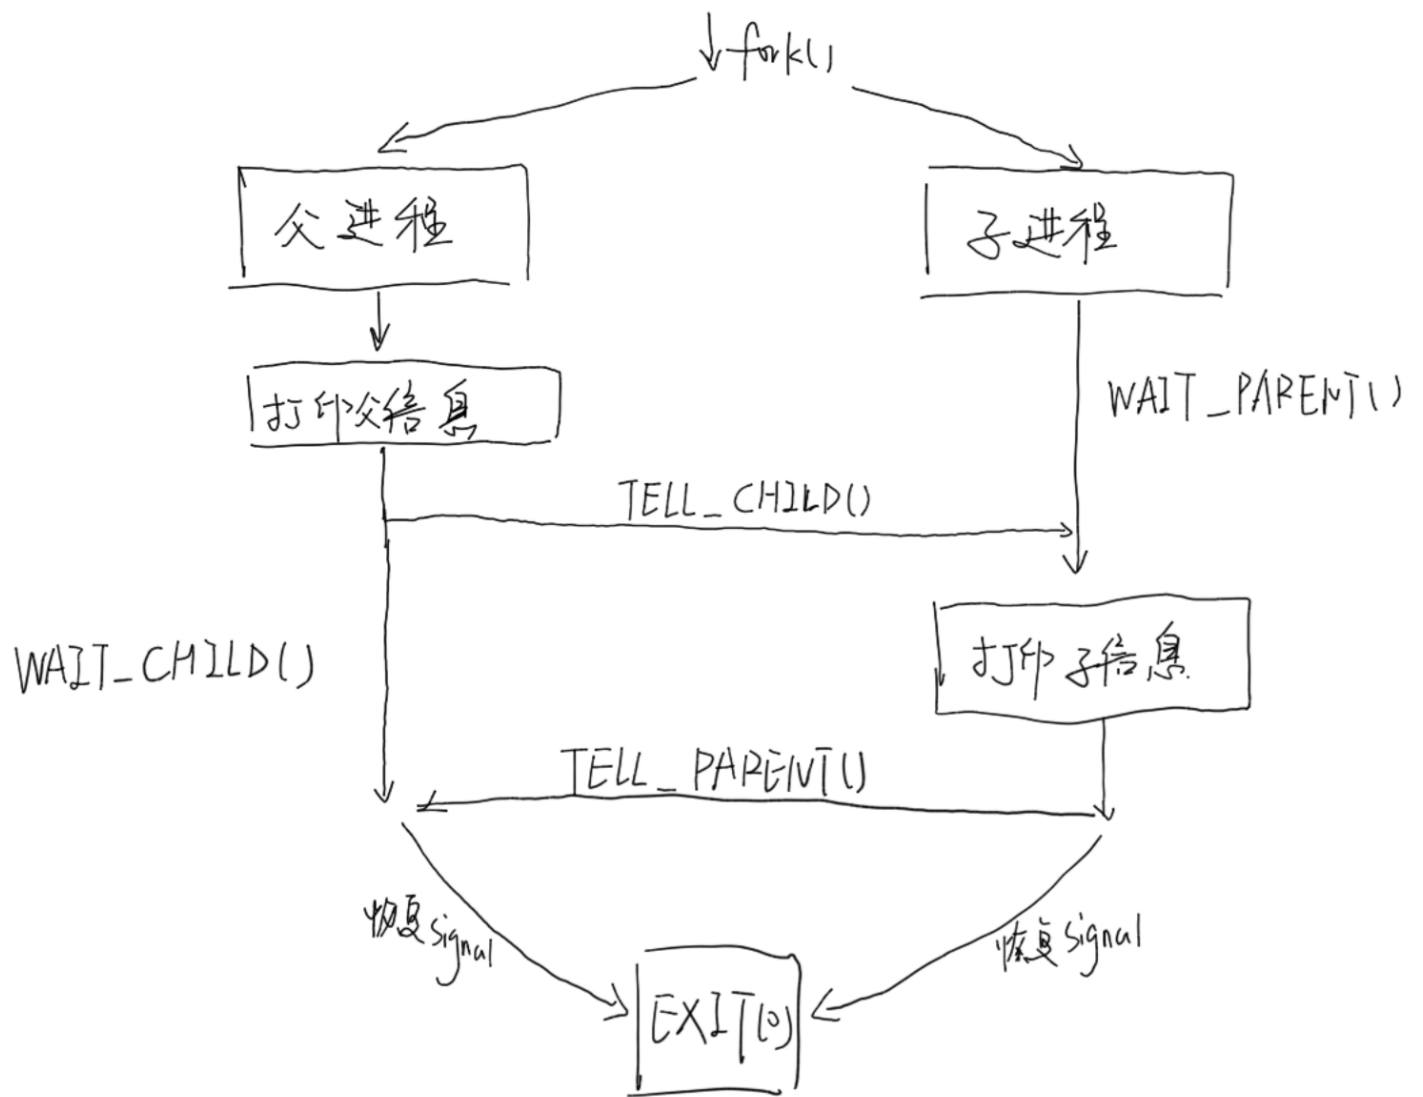 fork()
父进程
子进程
打印父信息
WAIT_PARENT()
TELL_CHILD()
WAIT_CHILD()
打印子信息
TELL_PARENT()
恢复signal
恢复signal
EXIT(0)